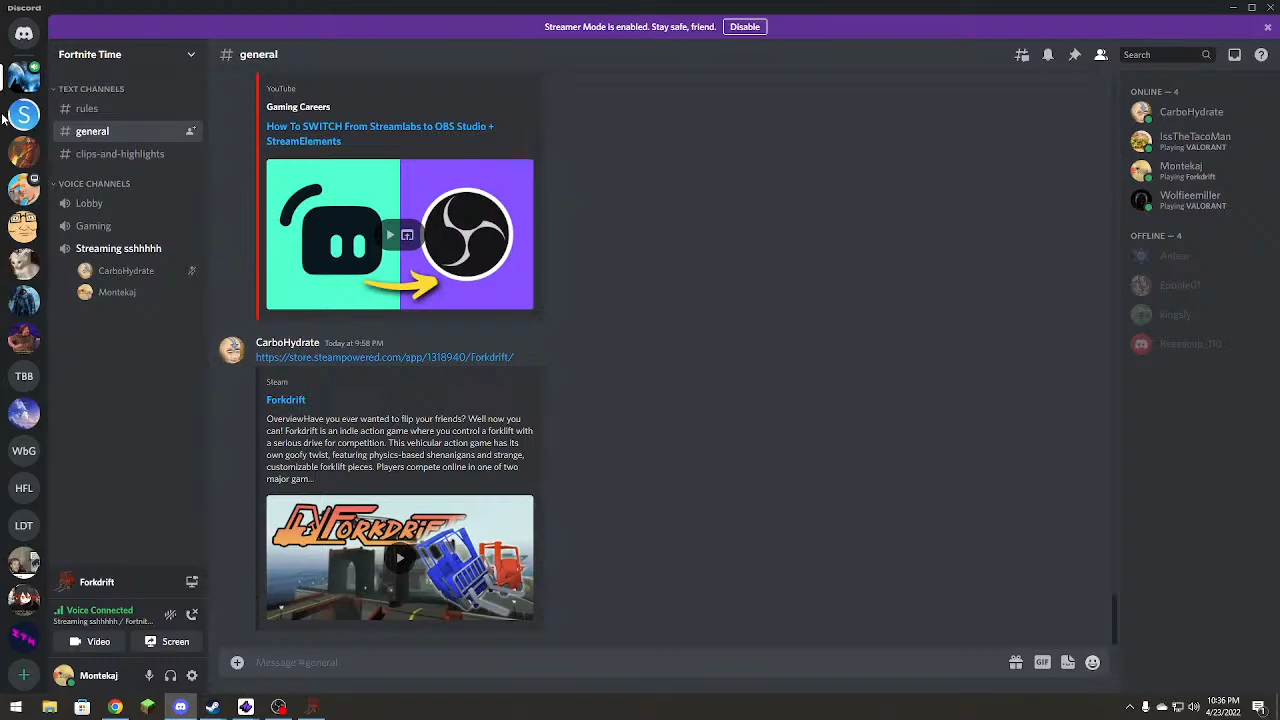 Discord
Streamer Mode is enabled. Stay safe, friend.
Disable
Fortnite Time
# general
Search
TEXT CHANNELS
rules
general
clips-and-highlights
VOICE CHANNELS
Lobby
Gaming
Streaming sshhhhh
CarboHydrate
Montekaj
S
TBB
WbG
HFL
LDT
Forkdrift
Voice Connected
Streaming sshhhhh / Fortnit...
Video
Screen
Montekaj
YouTube
Gaming Careers
How To SWITCH From Streamlabs to OBS Studio +
StreamElements
CarboHydrate Today at 9:58 PM
https://store.steampowered.com/app/1318940/Forkdrift/
Steam
Forkdrift
OverviewHave you ever wanted to flip your friends? Well now you
can! Forkdrift is an indie action game where you control a forklift with
a serious drive for competition. This vehicular action game has its
own goofy twist, featuring physics-based shenanigans and strange,
customizable forklift pieces. Players compete online in one of two
major gam...
FORKDRIFT
Message #general
GIF
ONLINE — 4
CarboHydrate
IssTheTacoMan
Playing VALORANT
Montekaj
Playing Forkdrift
Wolfieemiller
Playing VALORANT
OFFLINE — 4
10:36 PM
4/23/2022